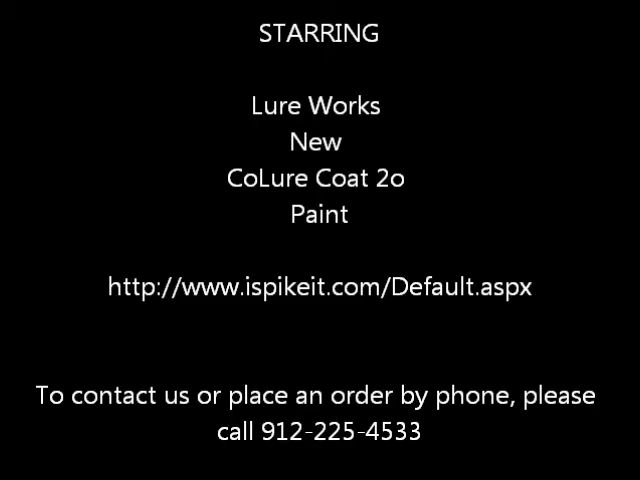 STARRING
Lure Works
New
CoLure Coat 2o
Paint
http://www.ispikeit.com/Default.aspx
To contact us or place an order by phone, please
call 912-225-4533